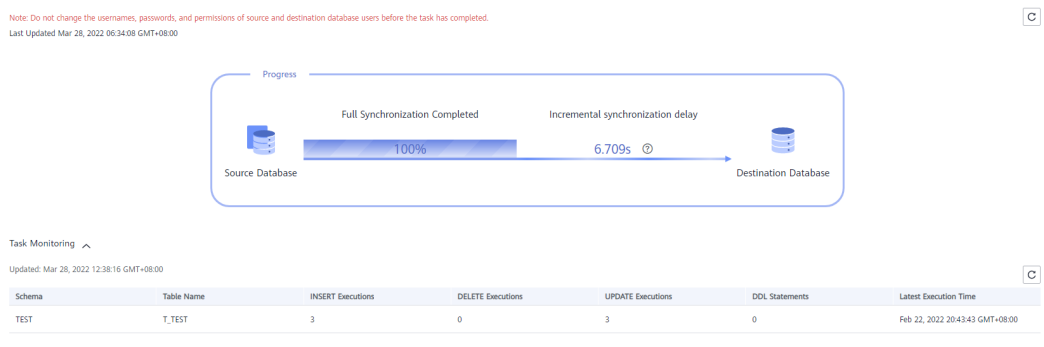 Note: Do not change the usernames, passwords, and permissions of source and destination database users before the task has completed.
Last Updated Mar 28, 2022 06:34:08 GMT+08:00
Progress
Full Synchronization Completed
Incremental synchronization delay
100%
6.709s
Source Database
Destination Database
Task Monitoring
Updated: Mar 28, 2022 12:38:16 GMT+08:00
Schema Table Name INSERT Executions DELETE Executions UPDATE Executions DDL Statements Latest Execution Time
TEST T_TEST 3 0 3 0 Feb 22, 2022 20:43:43 GMT+08:00